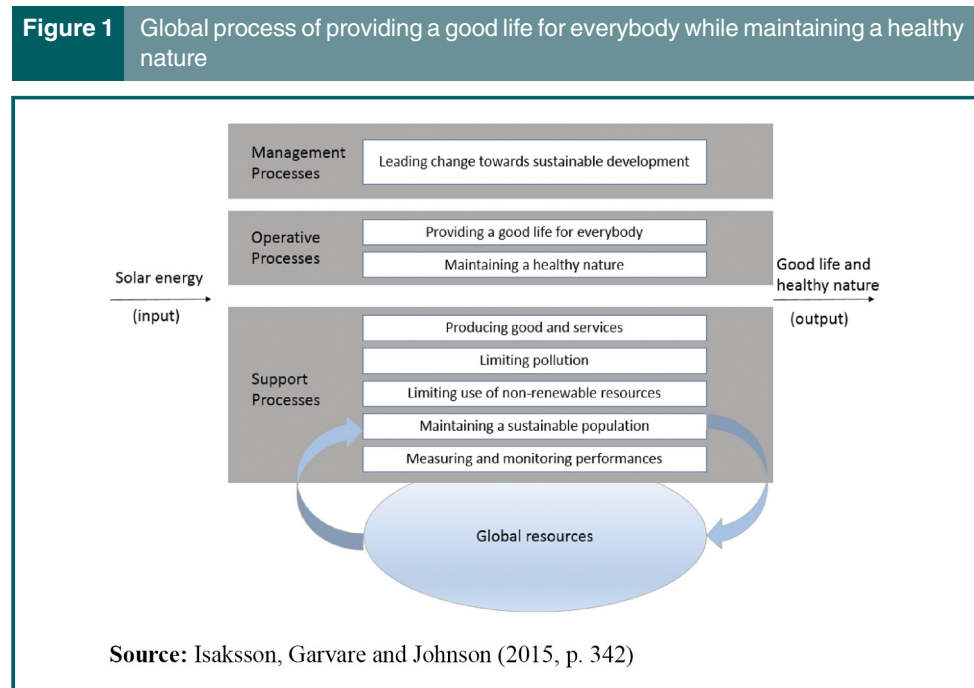 Figure 1
Global process of providing a good life for everybody while maintaining a healthy
nature
Management
Processes
Leading change towards sustainable development
Operative
Processes
Providing a good life for everybody
Maintaining a healthy nature
Solar energy
(input)
Good life and
healthy nature
(output)
Support
Processes
Producing good and services
Limiting pollution
Limiting use of non-renewable resources
Maintaining a sustainable population
Measuring and monitoring performances
Global resources
Source: Isaksson, Garvare and Johnson (2015, p. 342)